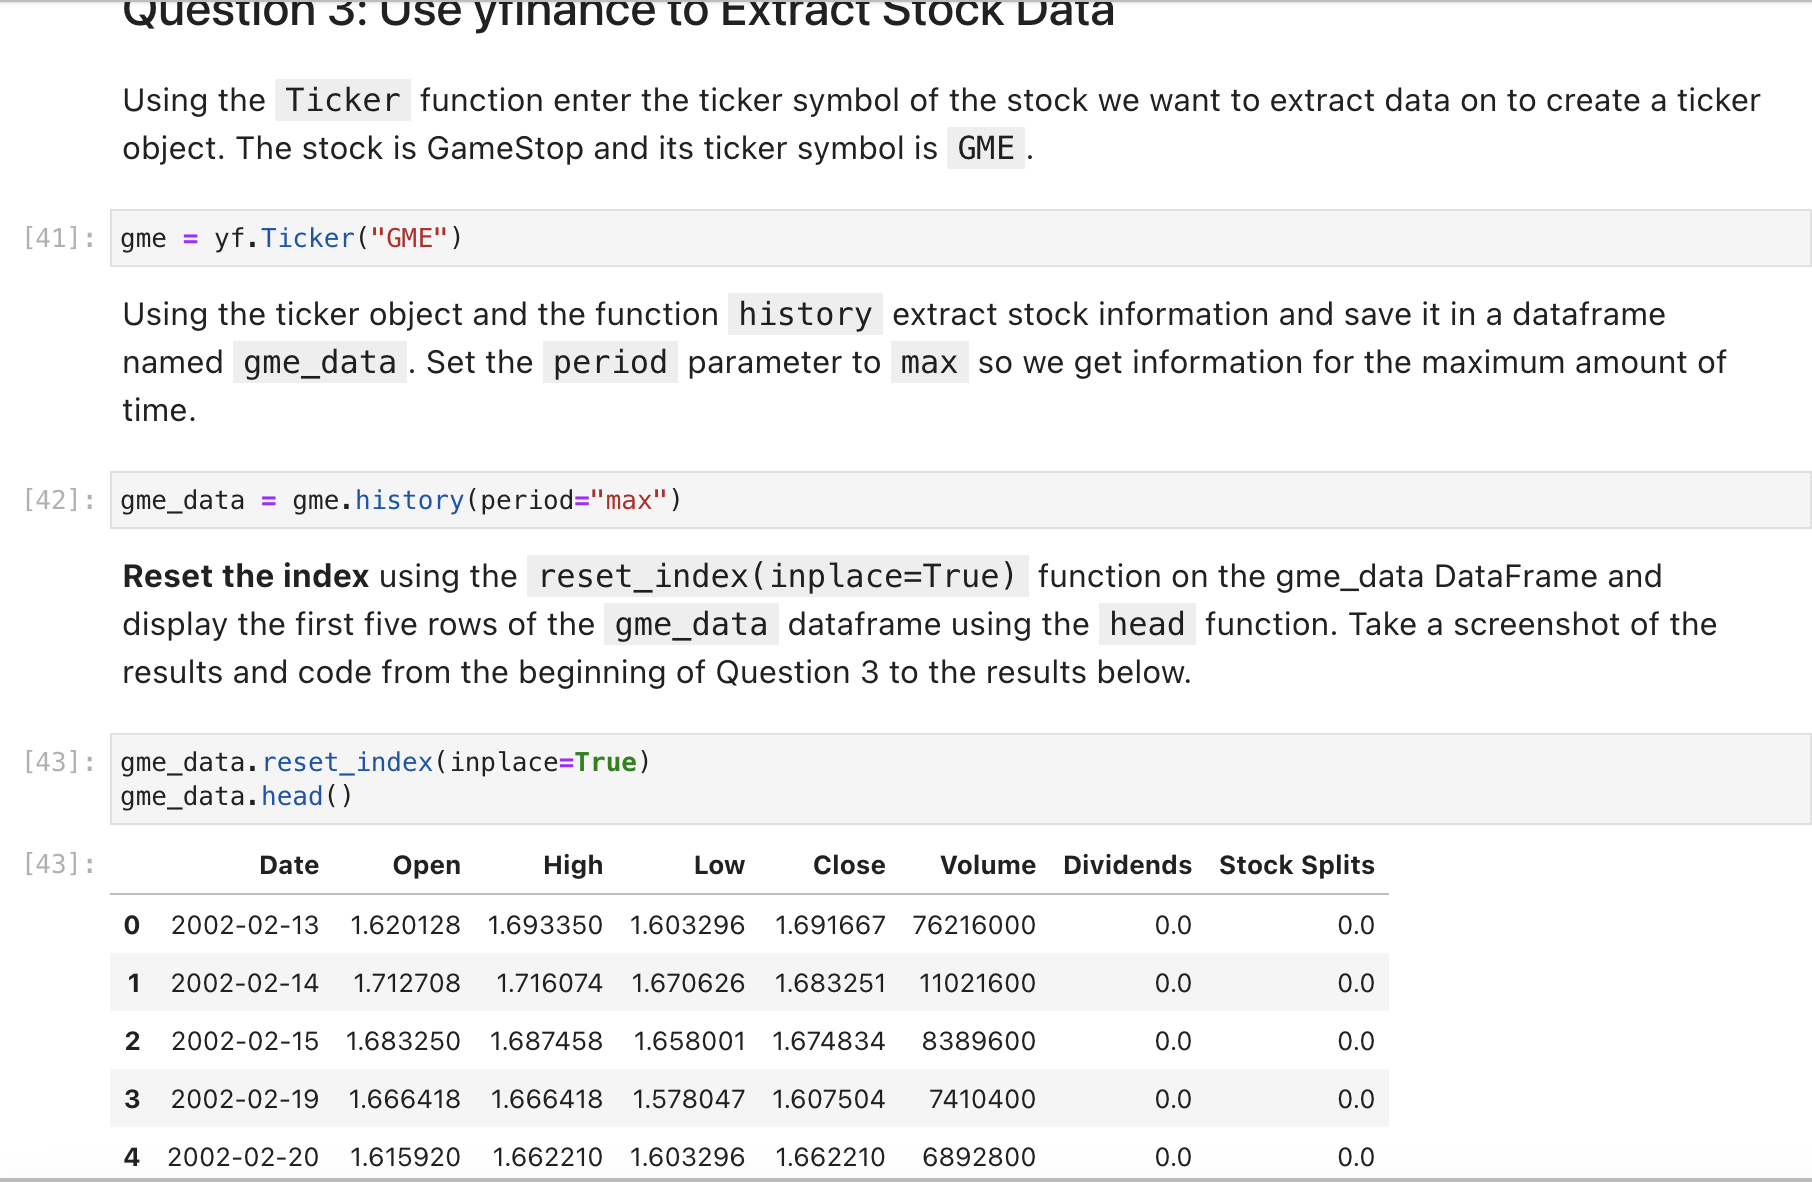 Question 3: Use yfinance to Extract Stock Data
Using the Ticker function enter the ticker symbol of the stock we want to extract data on to create a ticker
object. The stock is GameStop and its ticker symbol is GME .
[41]: gme = yf.Ticker("GME")
Using the ticker object and the function history extract stock information and save it in a dataframe
named gme_data . Set the period parameter to max so we get information for the maximum amount of
time.
[42]: gme_data = gme.history(period="max")
Reset the index using the reset_index(inplace=True) function on the gme_data DataFrame and
display the first five rows of the gme_data dataframe using the head function. Take a screenshot of the
results and code from the beginning of Question 3 to the results below.
[43]: gme_data.reset_index(inplace=True)
gme_data.head()
[43]: Date Open High Low Close Volume Dividends Stock Splits
0 2002-02-13 1.620128 1.693350 1.603296 1.691667 76216000 0.0 0.0
1 2002-02-14 1.712708 1.716074 1.670626 1.683251 11021600 0.0 0.0
2 2002-02-15 1.683250 1.687458 1.658001 1.674834 8389600 0.0 0.0
3 2002-02-19 1.666418 1.666418 1.578047 1.607504 7410400 0.0 0.0
4 2002-02-20 1.615920 1.662210 1.603296 1.662210 6892800 0.0 0.0